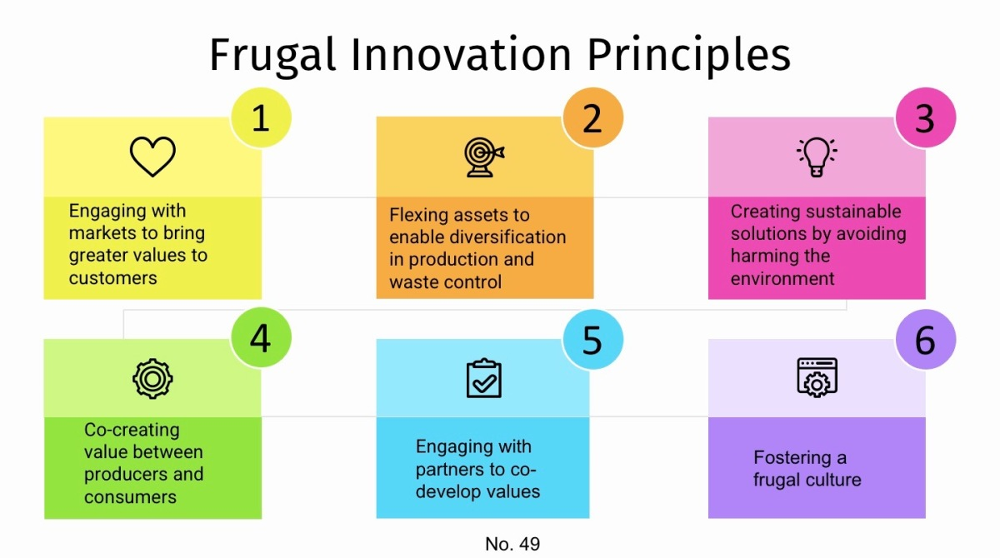 Frugal Innovation Principles
1
Engaging with
markets to bring
greater values to
customers
2
Flexing assets to
enable diversification
in production and
waste control
3
Creating sustainable
solutions by avoiding
harming the
environment
4
Co-creating
value between
producers and
consumers
5
Engaging with
partners to co-
develop values
6
Fostering a
frugal culture
No. 49